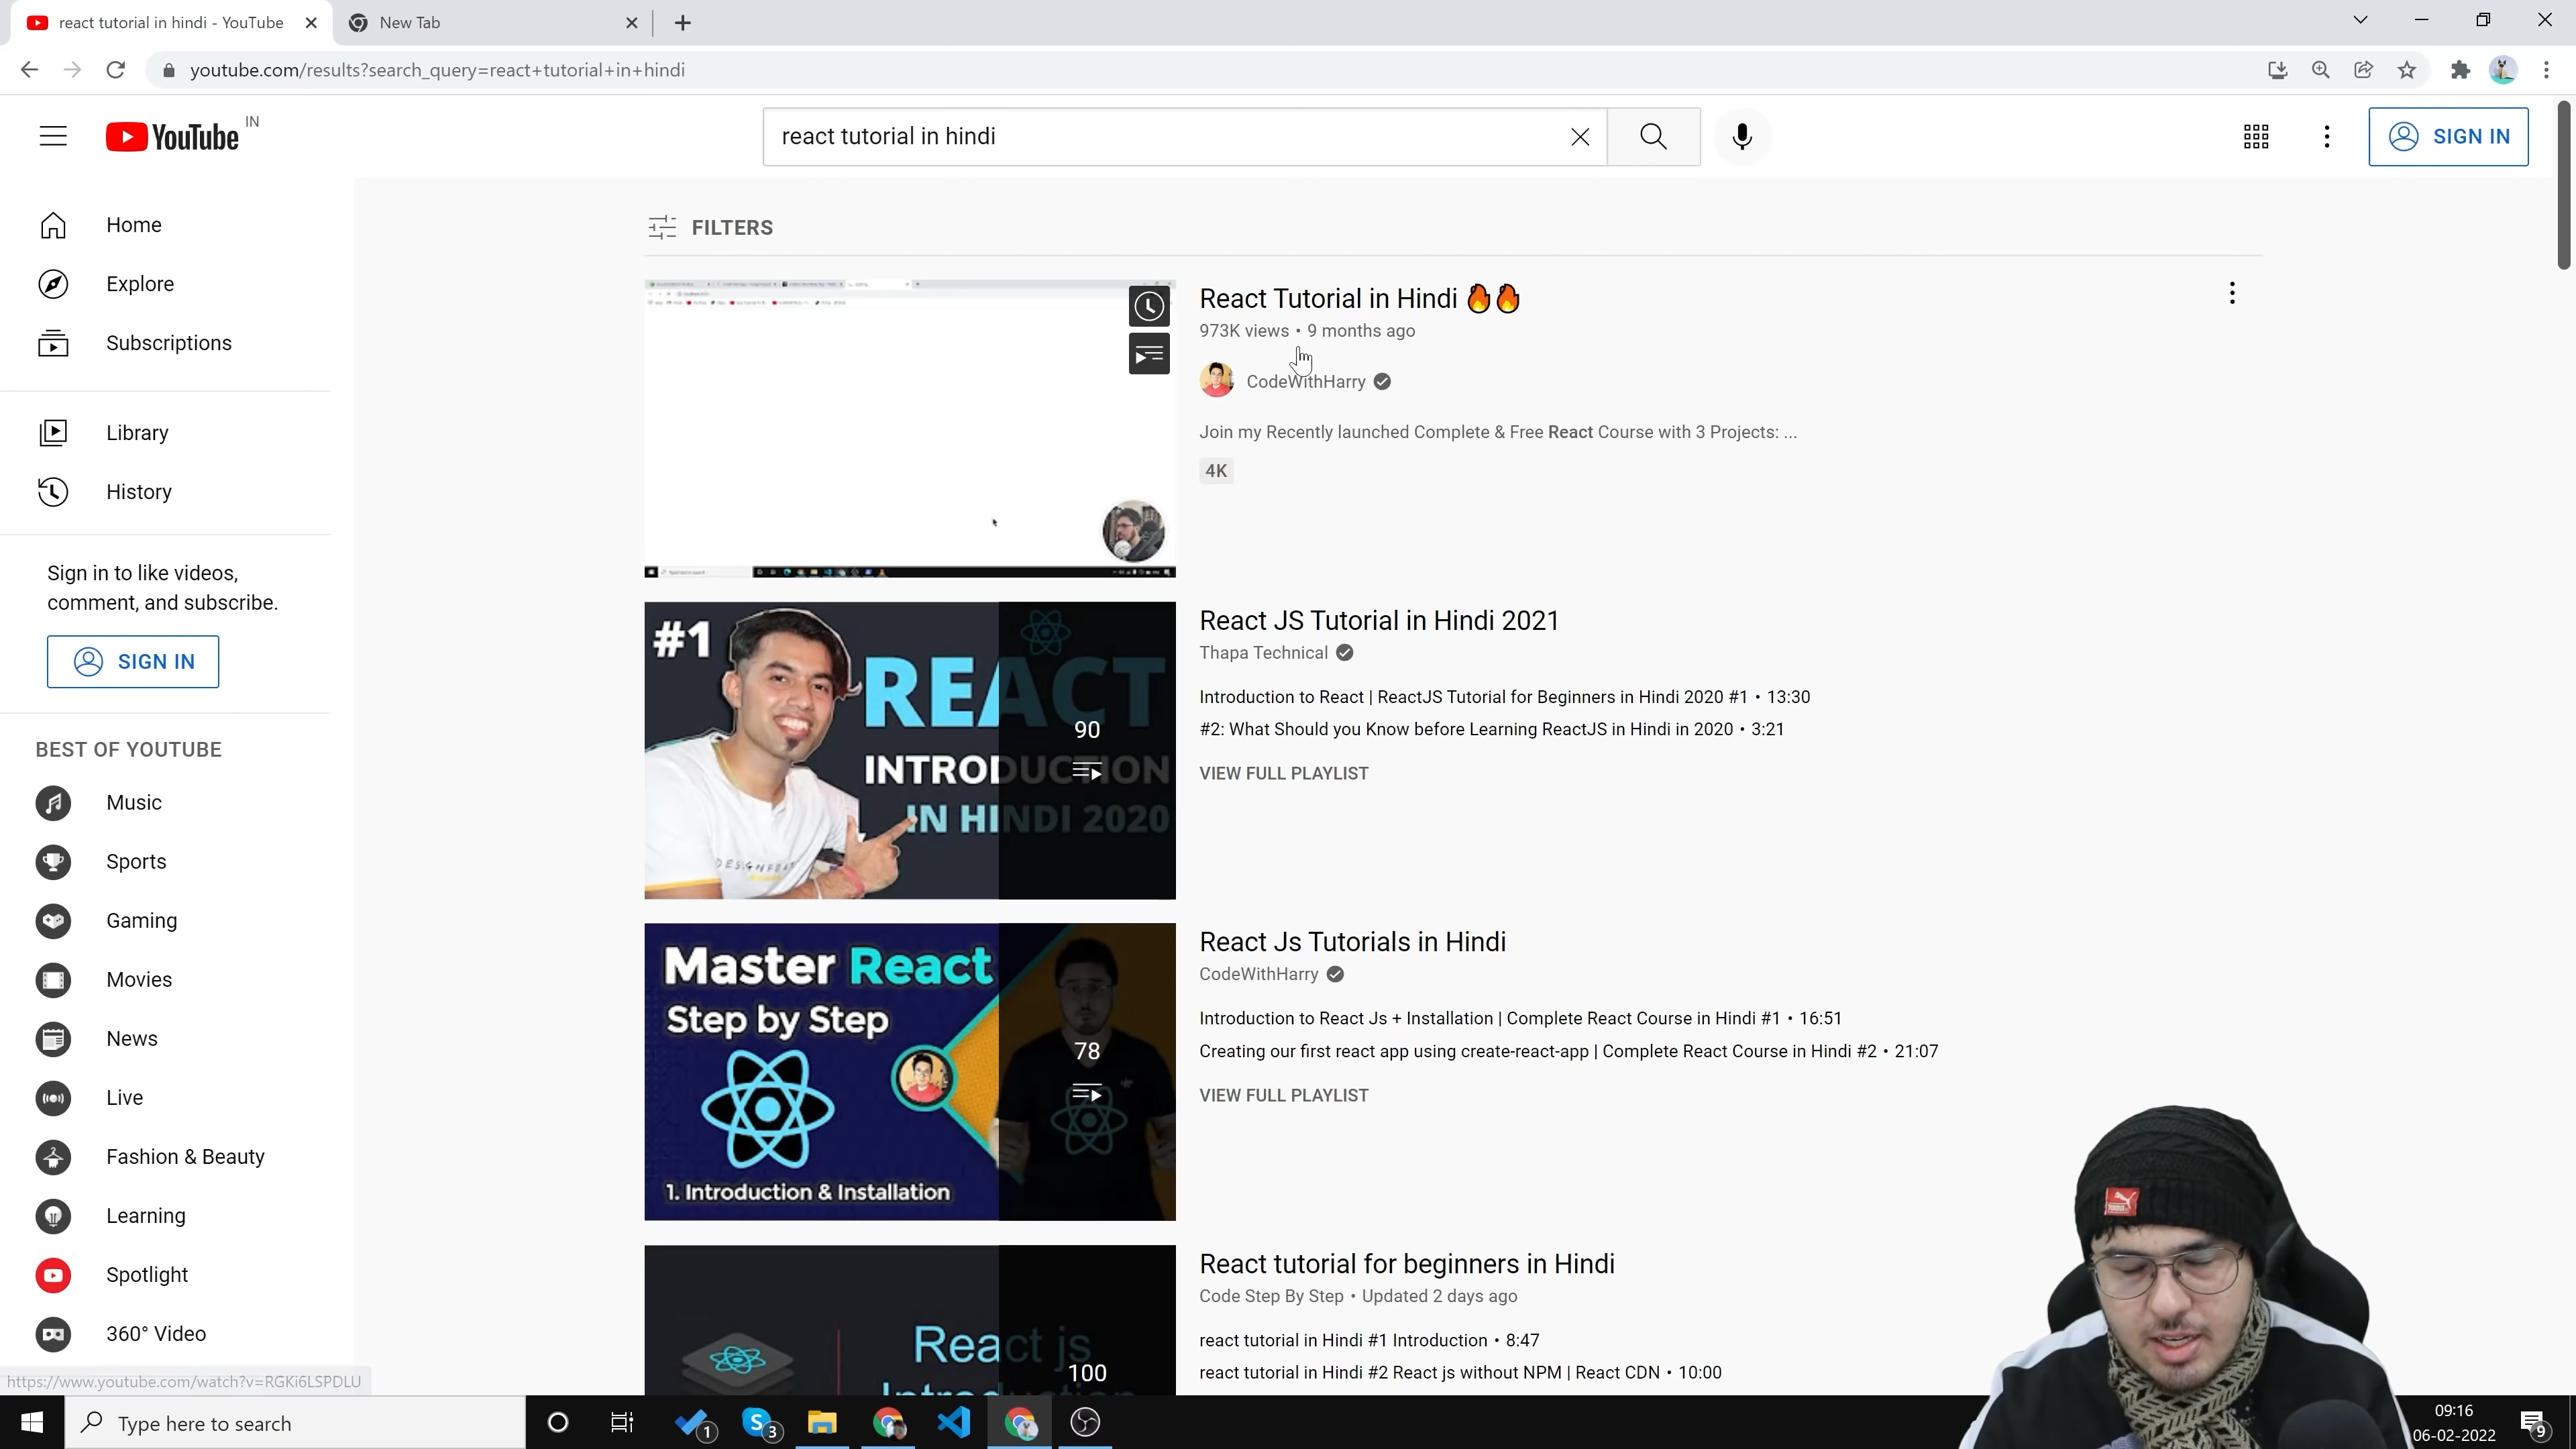 react tutorial in hindi - YouTube
New Tab
youtube.com/results?search_query=react+tutorial+in+hindi
YouTube IN
react tutorial in hindi
SIGN IN
Home
Explore
Subscriptions
Library
History
Sign in to like videos,
comment, and subscribe.
SIGN IN
BEST OF YOUTUBE
Music
Sports
Gaming
Movies
News
Live
Fashion & Beauty
Learning
Spotlight
360° Video
FILTERS
React Tutorial in Hindi 🔥🔥
973K views • 9 months ago
CodeWithHarry
Join my Recently launched Complete & Free React Course with 3 Projects: ...
4K
#1
REACT
INTRODUCTION
IN HINDI 2020
90
React JS Tutorial in Hindi 2021
Thapa Technical
Introduction to React | ReactJS Tutorial for Beginners in Hindi 2020 #1 • 13:30
#2: What Should you Know before Learning ReactJS in Hindi in 2020 • 3:21
VIEW FULL PLAYLIST
Master React
Step by Step
1. Introduction & Installation
78
React Js Tutorials in Hindi
CodeWithHarry
Introduction to React Js + Installation | Complete React Course in Hindi #1 • 16:51
Creating our first react app using create-react-app | Complete React Course in Hindi #2 • 21:07
VIEW FULL PLAYLIST
React js
100
React tutorial for beginners in Hindi
Code Step By Step • Updated 2 days ago
react tutorial in Hindi #1 Introduction • 8:47
react tutorial in Hindi #2 React js without NPM | React CDN • 10:00
https://www.youtube.com/watch?v=RGKi6LSPDLU
Type here to search
1
3
09:16
06-02-2022
9